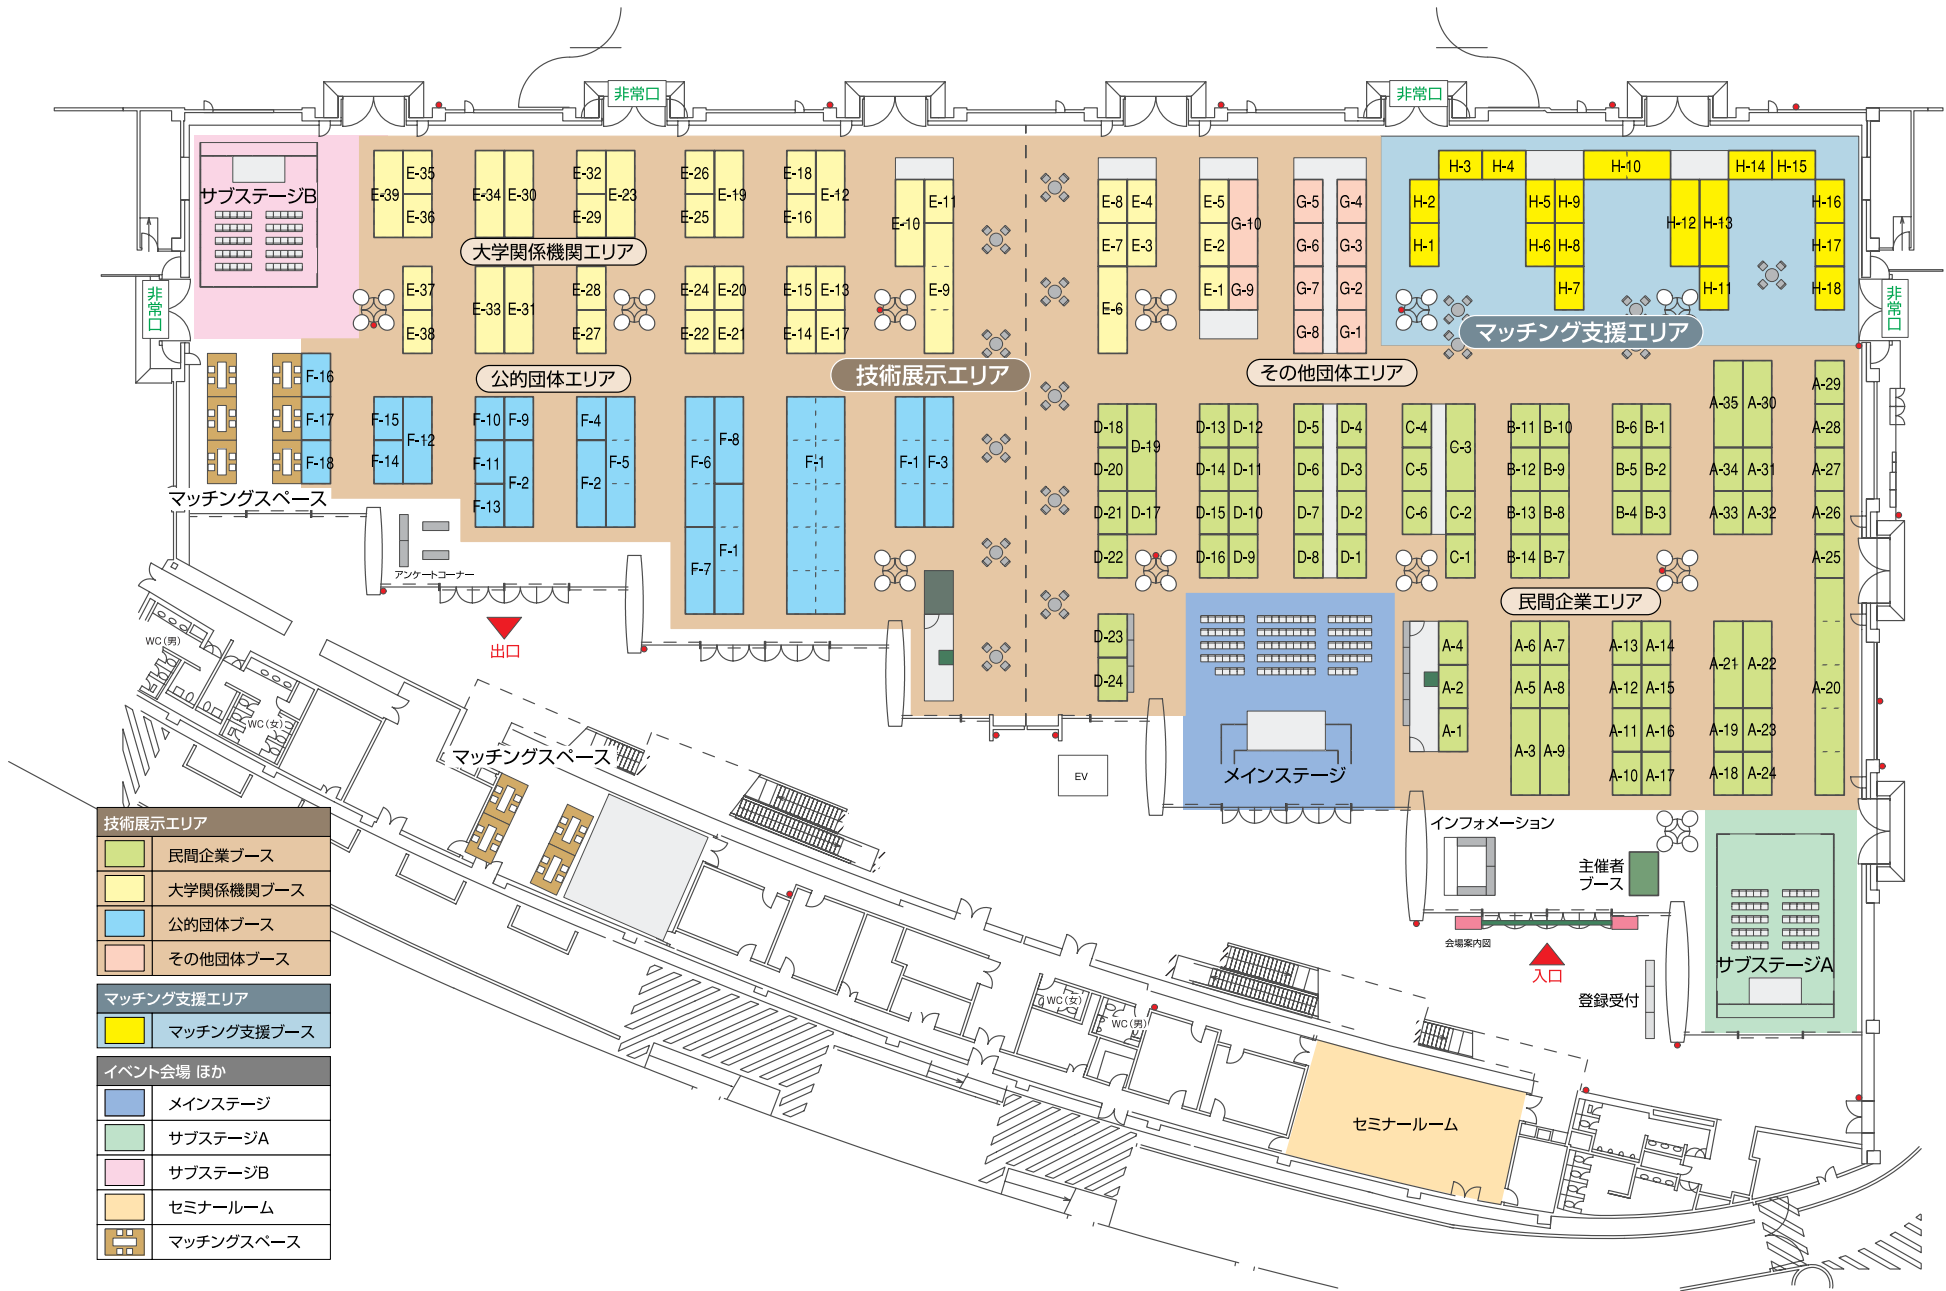 非常口
非常口
サブステージB
E-39
E-35
E-36
E-34
E-30
E-32
E-29
E-23
E-26
E-25
E-19
E-18
E-16
E-12
E-10
E-11
E-9
E-8
E-4
E-7
E-3
E-6
E-5
E-2
E-1
G-10
G-9
G-5
G-6
G-7
G-8
G-4
G-3
G-2
G-1
H-3
H-4
H-10
H-14
H-15
H-2
H-1
H-5
H-9
H-6
H-8
H-7
H-12
H-13
H-11
H-16
H-17
H-18
大学関係機関エリア
非常口
非常口
E-37
E-38
E-33
E-31
E-28
E-27
E-24
E-20
E-22
E-21
E-15
E-13
E-14
E-17
マッチング支援エリア
公的団体エリア
技術展示エリア
その他団体エリア
F-16
F-17
F-18
F-15
F-14
F-12
F-10
F-9
F-11
F-2
F-13
F-4
F-2
F-5
F-6
F-8
F-7
F-1
F-1
F-1
F-3
D-18
D-19
D-20
D-21
D-17
D-22
D-13
D-12
D-14
D-11
D-15
D-10
D-16
D-9
D-5
D-4
D-6
D-3
D-7
D-2
D-8
D-1
C-4
C-3
C-5
C-6
C-2
C-1
B-11
B-10
B-12
B-9
B-13
B-8
B-14
B-7
B-6
B-1
B-5
B-2
B-4
B-3
A-35
A-30
A-34
A-31
A-33
A-32
A-29
A-28
A-27
A-26
A-25
A-20
マッチングスペース
アンケートコーナー
民間企業エリア
出口
D-23
D-24
A-4
A-2
A-1
A-6
A-7
A-5
A-8
A-3
A-9
A-13
A-14
A-12
A-15
A-11
A-16
A-10
A-17
A-21
A-22
A-19
A-23
A-18
A-24
WC(男)
WC(女)
マッチングスペース
EV
メインステージ
インフォメーション
主催者
ブース
会場案内図
入口
登録受付
サブステージA
WC(女)
WC(男)
セミナールーム
技術展示エリア
民間企業ブース
大学関係機関ブース
公的団体ブース
その他団体ブース
マッチング支援エリア
マッチング支援ブース
イベント会場 ほか
メインステージ
サブステージA
サブステージB
セミナールーム
マッチングスペース